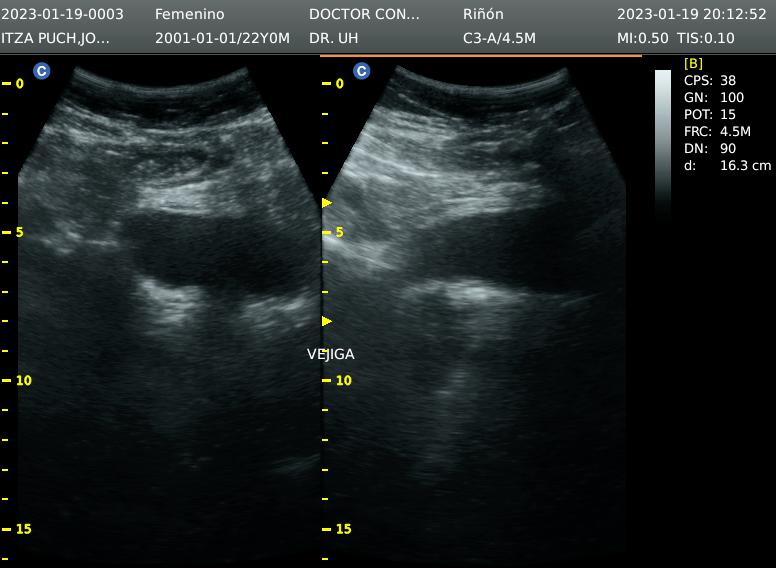 2023-01-19-0003 Femenino DOCTOR CON... Riñón 2023-01-19 20:12:52
ITZA PUCH,JO... 2001-01-01/22Y0M DR. UH C3-A/4.5M MI:0.50 TIS:0.10
C C [B]
0 0 CPS: 38
GN: 100
POT: 15
FRC: 4.5M
DN: 90
d: 16.3 cm
5 5
VEJIGA
10 10
15 15